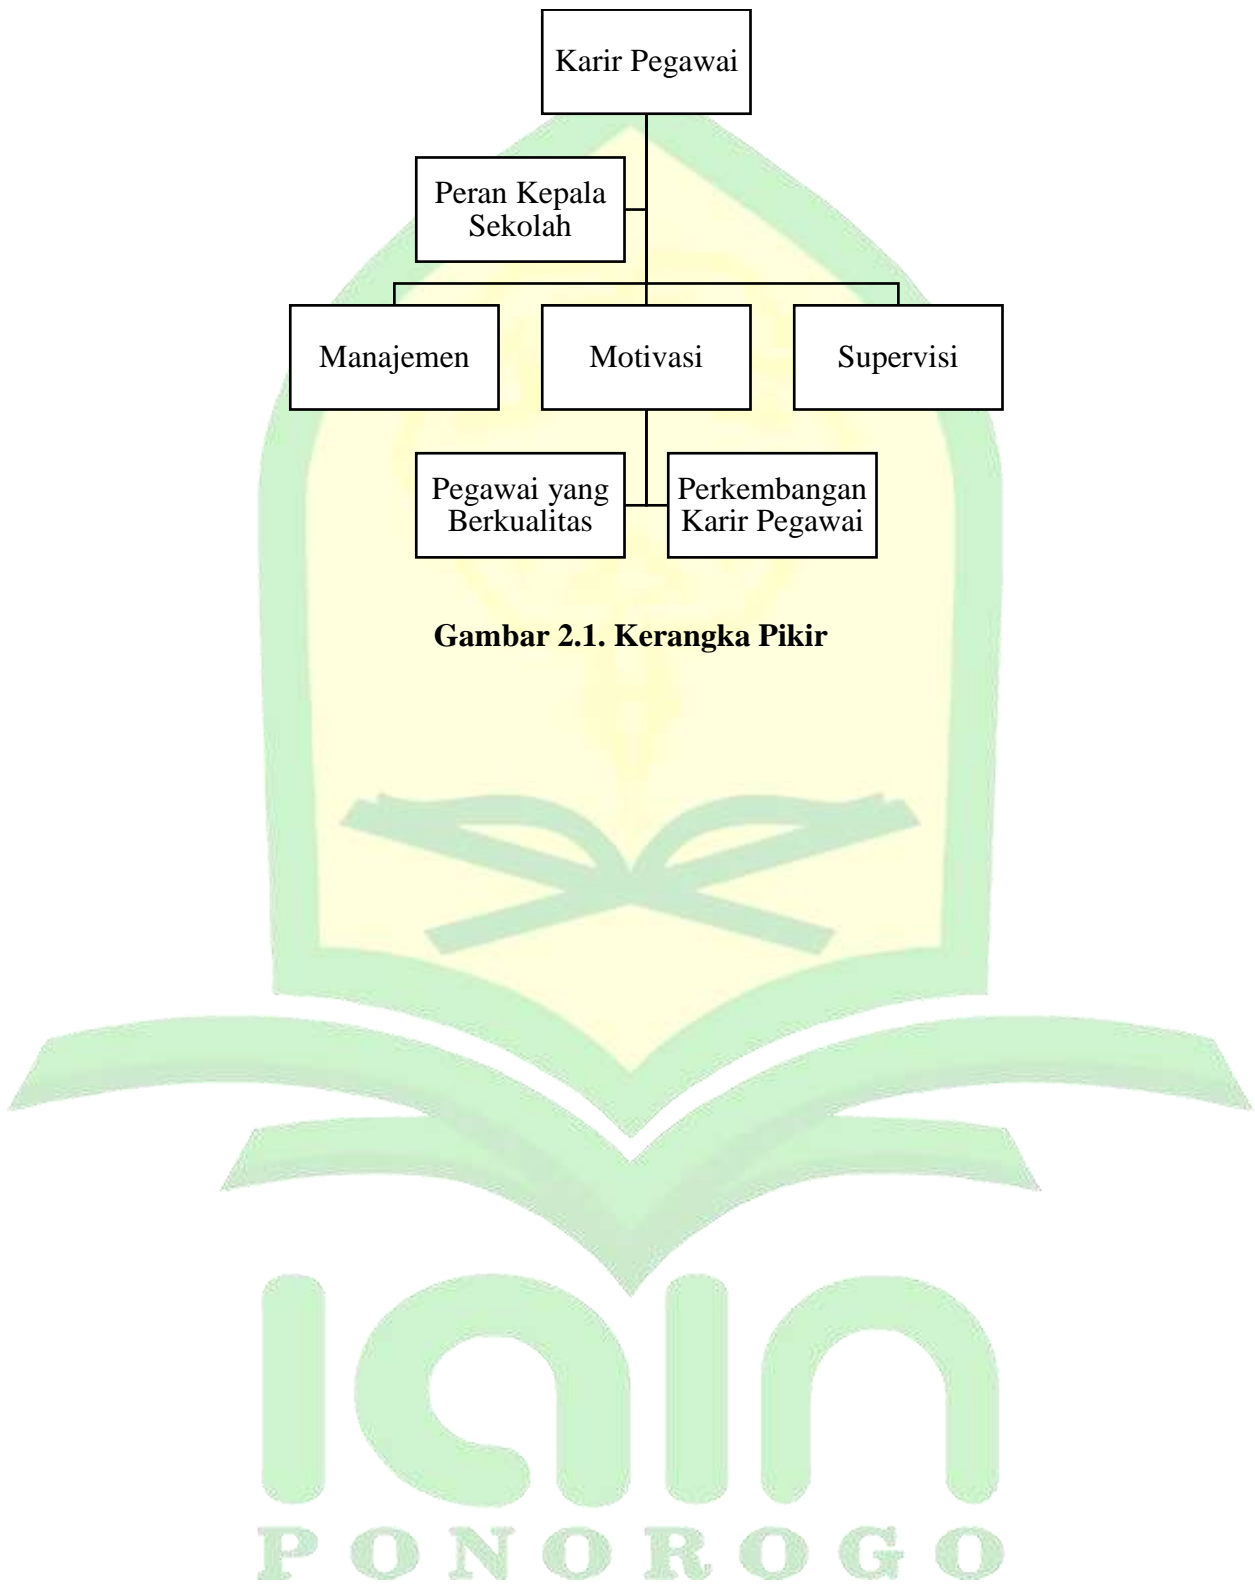 Karir Pegawai
Peran Kepala
Sekolah
Manajemen
Motivasi
Supervisi
Pegawai yang
Berkualitas
Perkembangan
Karir Pegawai
Gambar 2.1. Kerangka Pikir
iain
PONOROGO